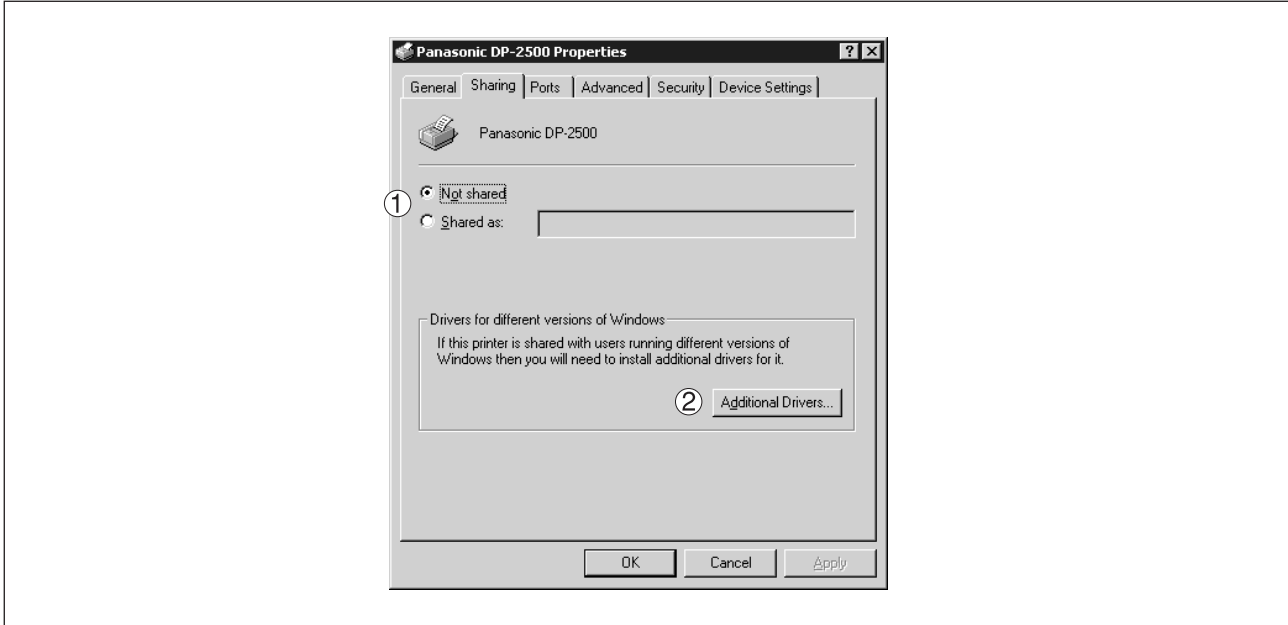 Panasonic DP-2500 Properties
General Sharing Ports Advanced Security Device Settings
Panasonic DP-2500
① Not shared
Shared as:
Drivers for different versions of Windows
If this printer is shared with users running different versions of
Windows then you will need to install additional drivers for it.
② Additional Drivers...
OK Cancel Apply